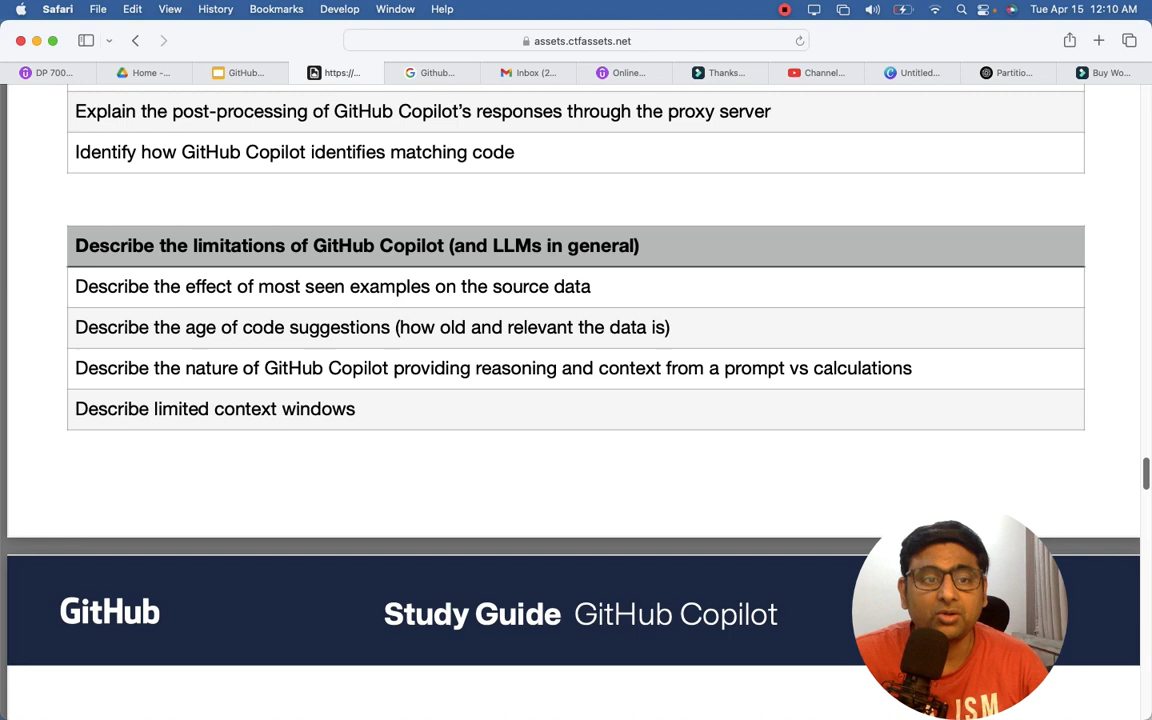 Safari File Edit View History Bookmarks Develop Window Help Tue Apr 15 12:10 AM
assets.ctfassets.net
DP 700... Home -... GitHub... https://... Github... Inbox (2... Online... Thanks... Channel... Untitled... Partitio... Buy Wo...
Explain the post-processing of GitHub Copilot’s responses through the proxy server
Identify how GitHub Copilot identifies matching code
Describe the limitations of GitHub Copilot (and LLMs in general)
Describe the effect of most seen examples on the source data
Describe the age of code suggestions (how old and relevant the data is)
Describe the nature of GitHub Copilot providing reasoning and context from a prompt vs calculations
Describe limited context windows
GitHub
Study Guide GitHub Copilot
ISM